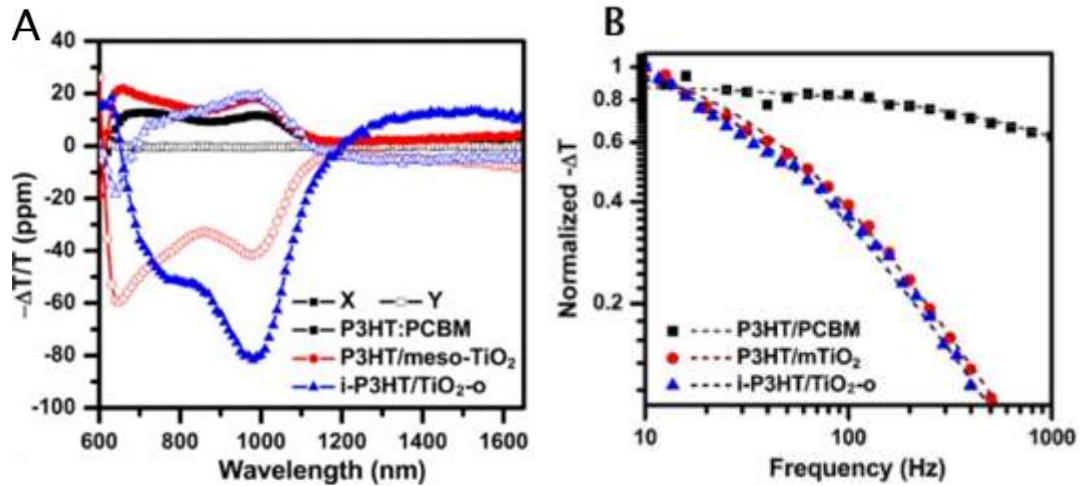 A
40
20
0
-20
-40
-60
-80
-100
−ΔT/T (ppm)
X Y
P3HT:PCBM
P3HT/meso-TiO₂
i-P3HT/TiO₂-o
600 800 1000 1200 1400 1600
Wavelength (nm)
B
1
0.8
0.6
0.4
0.2
Normalized -ΔT
P3HT/PCBM
P3HT/mTiO₂
i-P3HT/TiO₂-o
10 100 1000
Frequency (Hz)